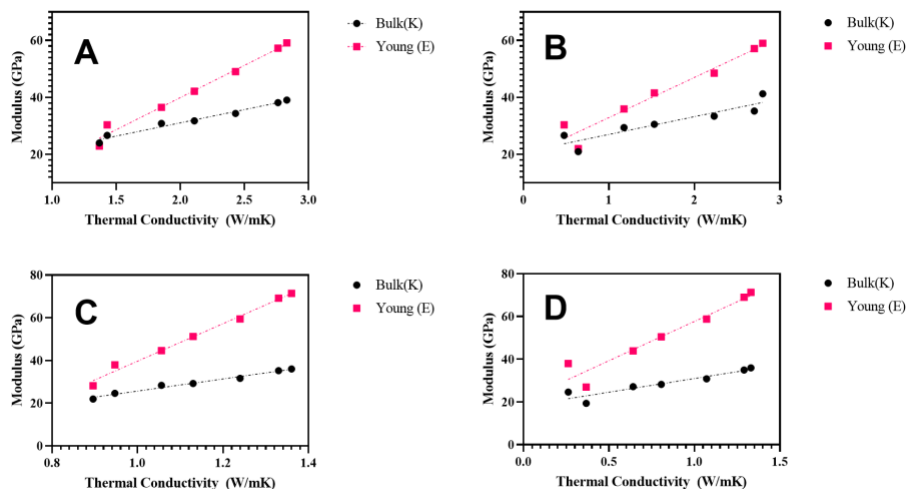 A
Modulus (GPa)
60
40
20
1.0
1.5
2.0
2.5
3.0
Thermal Conductivity (W/mK)
Bulk(K)
Young (E)
B
Modulus (GPa)
60
40
20
0
1
2
3
Thermal Conductivity (W/mK)
Bulk(K)
Young (E)
C
Modulus (GPa)
80
60
40
20
0
0.8
1.0
1.2
1.4
Thermal Conductivity (W/mK)
Bulk(K)
Young (E)
D
Modulus (GPa)
80
60
40
20
0
0.0
0.5
1.0
1.5
Thermal Conductivity (W/mK)
Bulk(K)
Young (E)